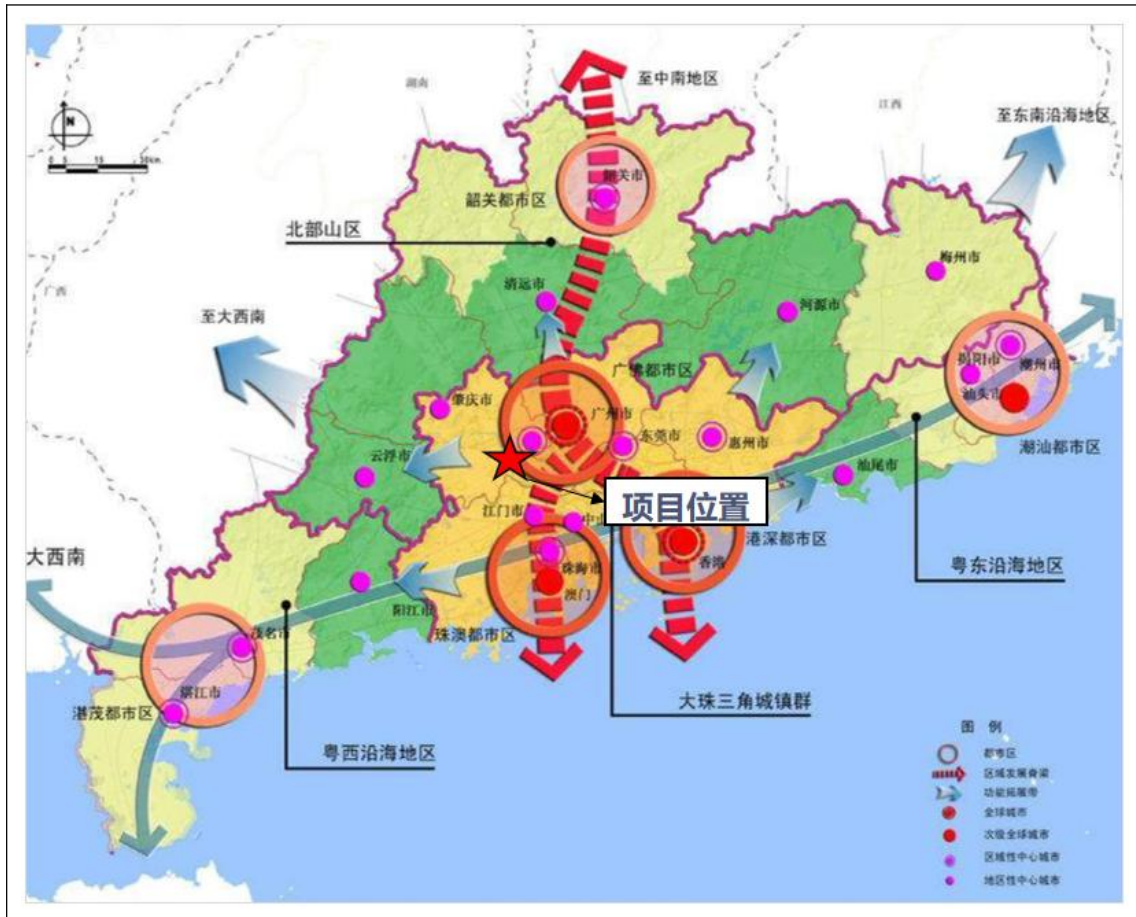 至中南地区
湖南
江西
至东南沿海地区
N
韶关市
韶关都市区
北部山区
梅州市
广西
清远市
河源市
至大西南
揭阳市
潮州市
广佛都市区
汕头市
肇庆市
广州市
东莞市
惠州市
潮汕都市区
云浮市
汕尾市
项目位置
江门市
中山
港深都市区
香港
粤东沿海地区
大西南
珠海市
澳门
阳江市
珠澳都市区
茂名市
湛江市
大珠三角城镇群
湛茂都市区
粤西沿海地区
图 例
都市区
区域发展脊梁
功能拓展带
全球城市
次级全球城市
区域性中心城市
地区性中心城市